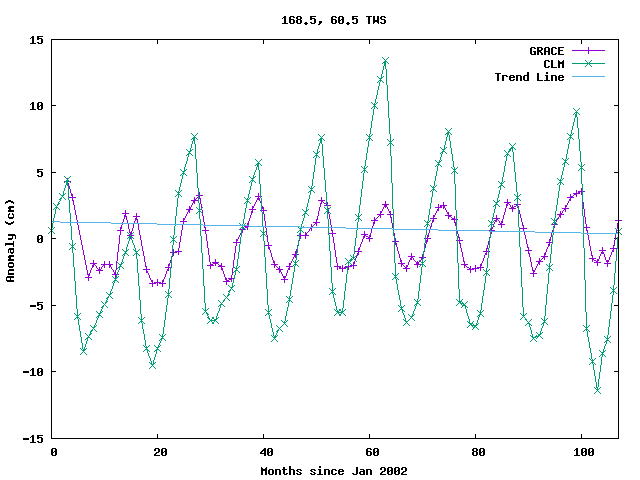 168.5, 60.5 TWS
GRACE
CLM
Trend Line
15
10
5
0
-5
-10
-15
Anomaly (cm)
0 20 40 60 80 100
Months since Jan 2002